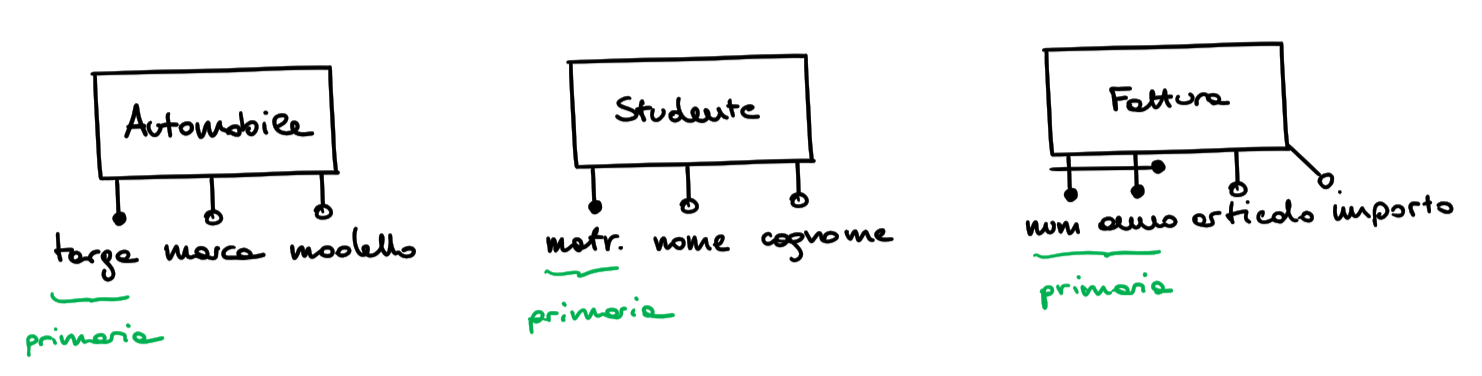 Automobile
Studente
Fattura
targa marca modello
matr. nome cognome
num anno articolo importo
primaria
primaria
primaria